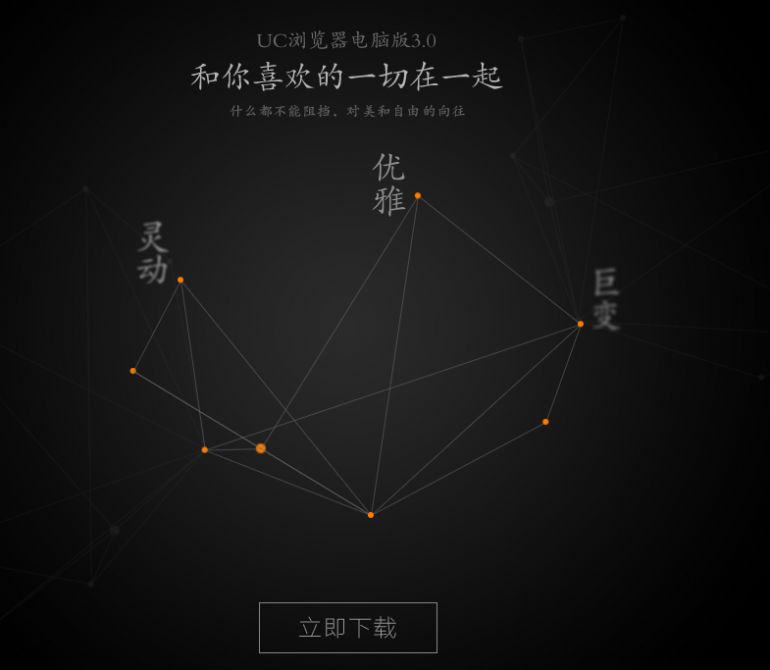 UC浏览器电脑版3.0
和你喜欢的一切在一起
什么都不能阻挡、对美和自由的向往
优雅
灵动
巨变
立即下载